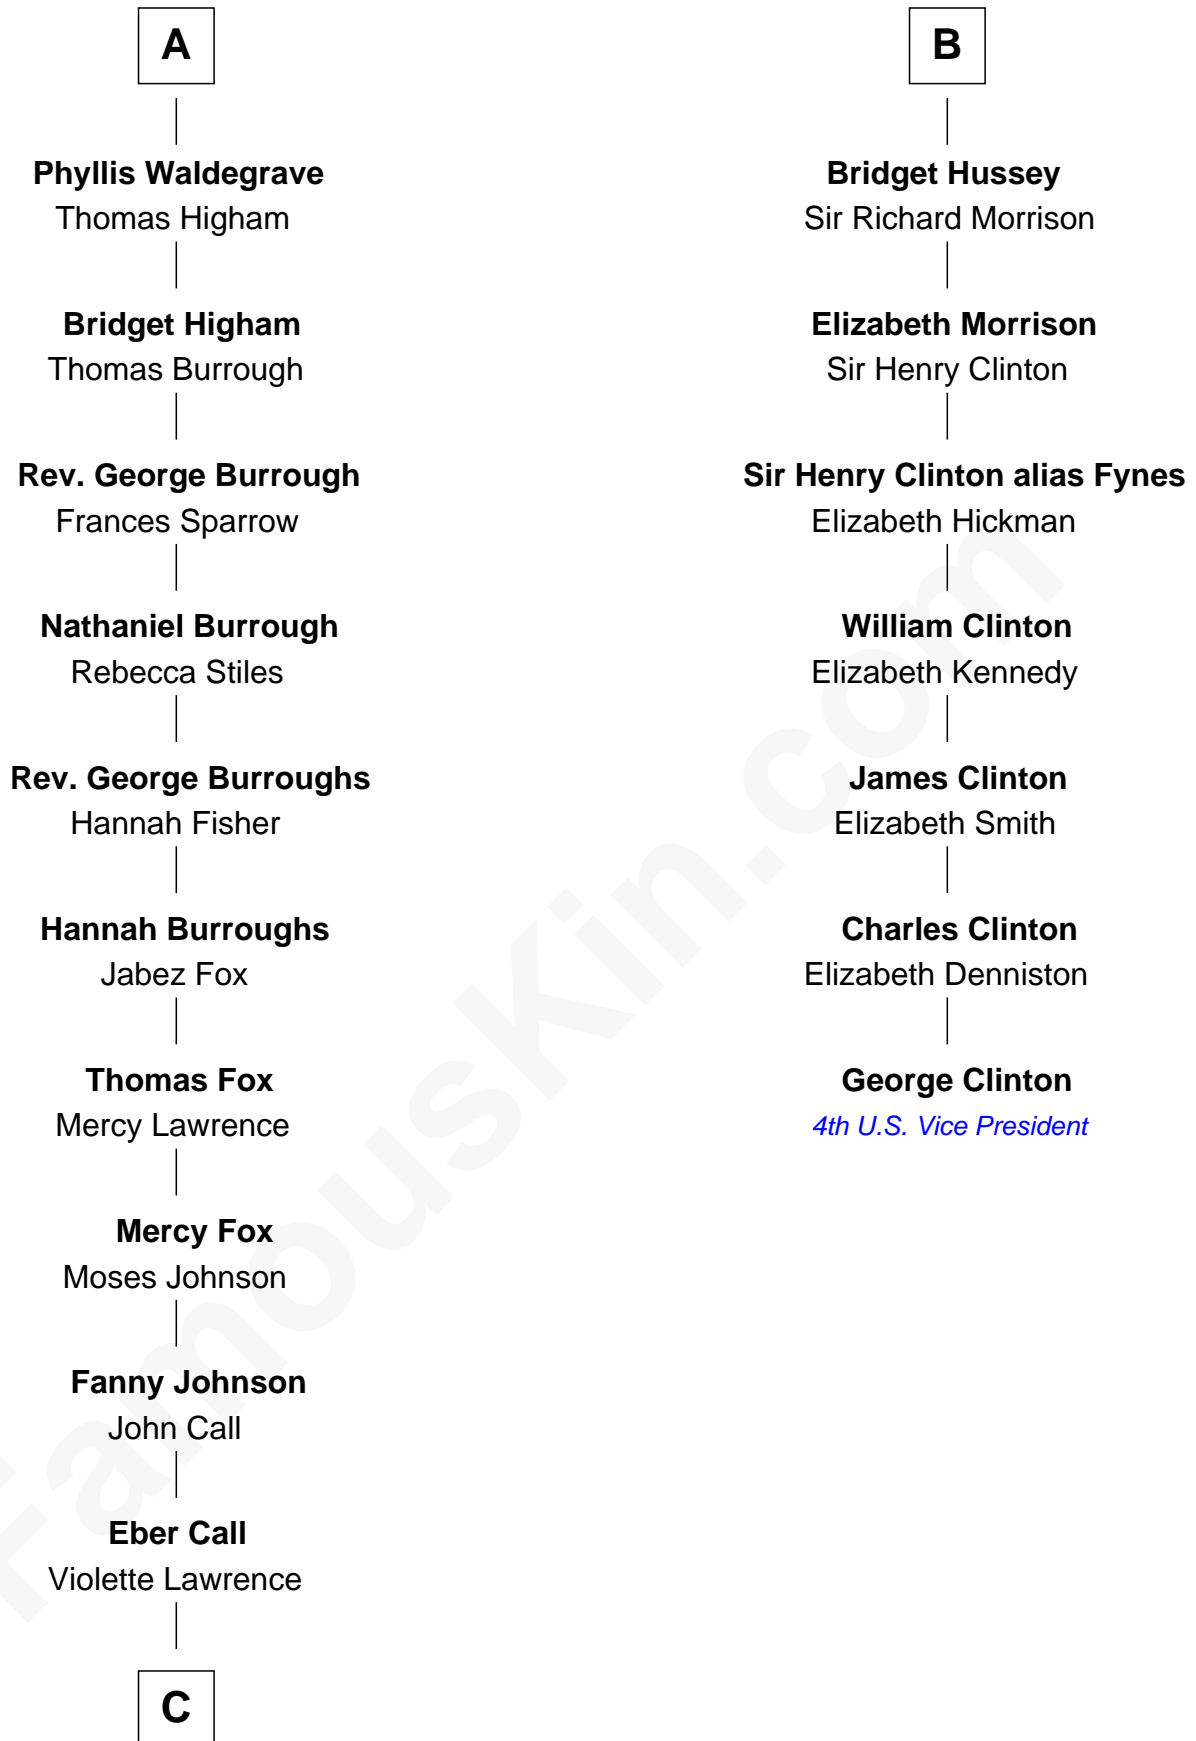 A
Phyllis Waldegrave
Thomas Higham
Bridget Higham
Thomas Burrough
Rev. George Burrough
Frances Sparrow
Nathaniel Burrough
Rebecca Stiles
Rev. George Burroughs
Hannah Fisher
Hannah Burroughs
Jabez Fox
Thomas Fox
Mercy Lawrence
Mercy Fox
Moses Johnson
Fanny Johnson
John Call
Eber Call
Violette Lawrence
C
B
Bridget Hussey
Sir Richard Morrison
Elizabeth Morrison
Sir Henry Clinton
Sir Henry Clinton alias Fynes
Elizabeth Hickman
William Clinton
Elizabeth Kennedy
James Clinton
Elizabeth Smith
Charles Clinton
Elizabeth Denniston
George Clinton
4th U.S. Vice President
FamousKin.com